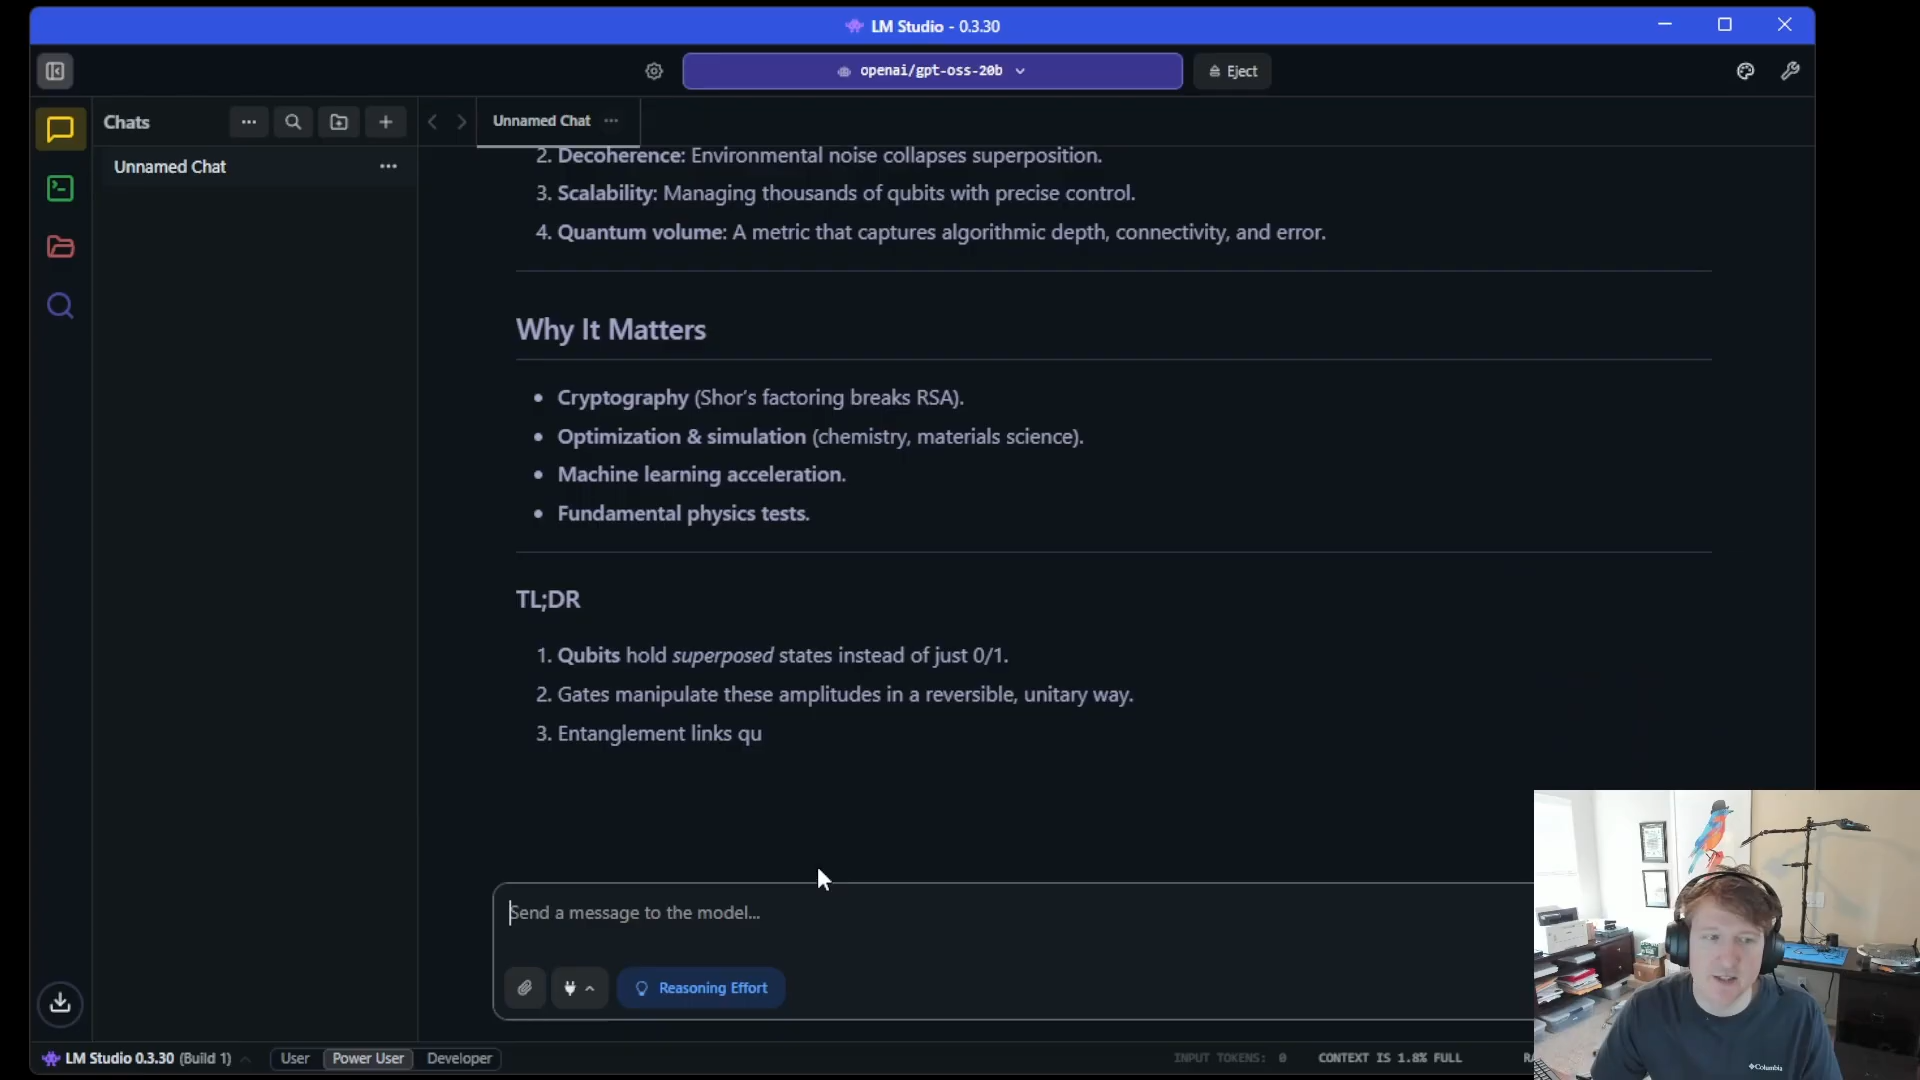 LM Studio - 0.3.30
openai/gpt-oss-20b
Eject
Chats
Unnamed Chat
Unnamed Chat
2. Decoherence: Environmental noise collapses superposition.
3. Scalability: Managing thousands of qubits with precise control.
4. Quantum volume: A metric that captures algorithmic depth, connectivity, and error.
Why It Matters
• Cryptography (Shor’s factoring breaks RSA).
• Optimization & simulation (chemistry, materials science).
• Machine learning acceleration.
• Fundamental physics tests.
TL;DR
1. Qubits hold superposed states instead of just 0/1.
2. Gates manipulate these amplitudes in a reversible, unitary way.
3. Entanglement links qu
Send a message to the model...
Reasoning Effort
LM Studio 0.3.30 (Build 1)
User
Power User
Developer
INPUT TOKENS: 0
CONTEXT IS 1.8% FULL
RA
Columbia